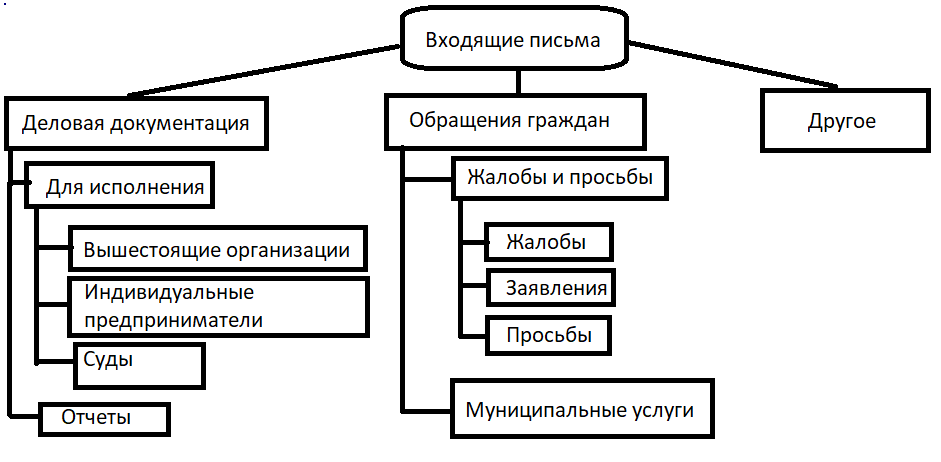 Входящие письма
Деловая документация
Обращения граждан
Другое
Для исполнения
Жалобы и просьбы
Вышестоящие организации
Жалобы
Индивидуальные
предприниматели
Заявления
Просьбы
Суды
Отчеты
Муниципальные услуги